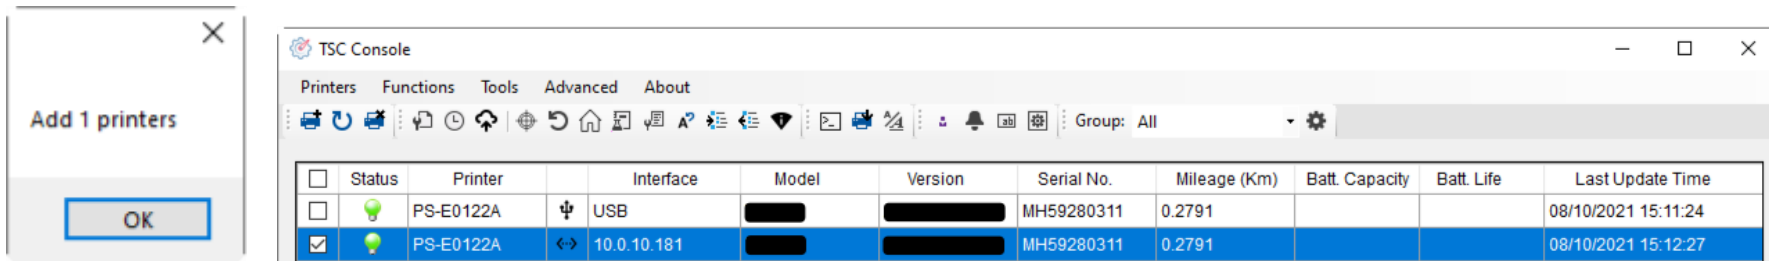 Add 1 printers
OK
TSC Console
Printers Functions Tools Advanced About
Group: All
Status Printer Interface Model Version Serial No. Mileage (Km) Batt. Capacity Batt. Life Last Update Time
PS-E0122A USB MH59280311 0.2791 08/10/2021 15:11:24
PS-E0122A 10.0.10.181 MH59280311 0.2791 08/10/2021 15:12:27